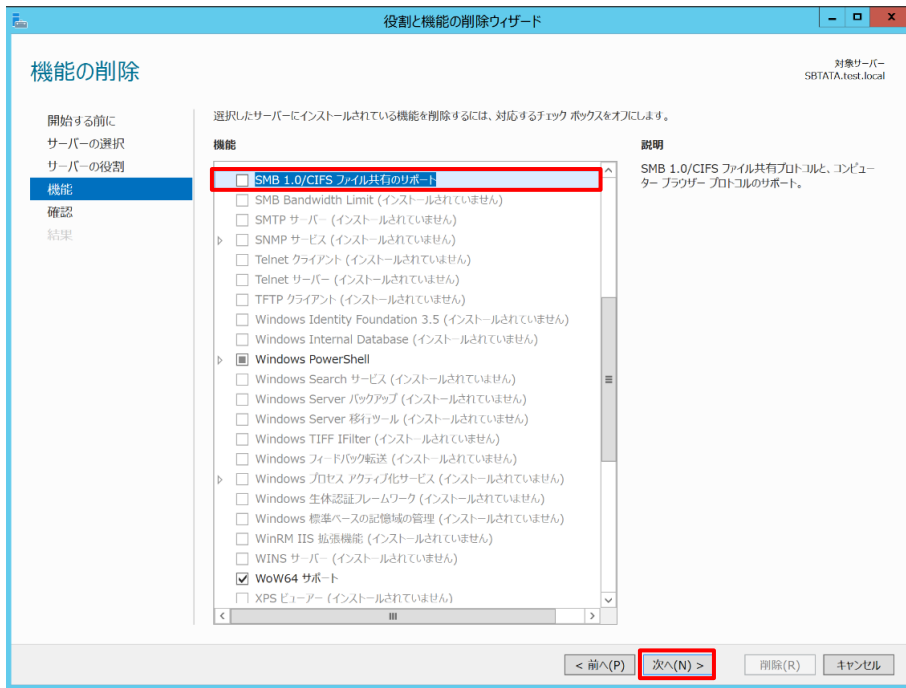 役割と機能の削除ウィザード
機能の削除
対象サーバー
SBTATA.test.local
開始する前に
サーバーの選択
サーバーの役割
機能
確認
結果
選択したサーバーにインストールされている機能を削除するには、対応するチェック ボックスをオフにします。
機能
SMB 1.0/CIFS ファイル共有のサポート
SMB Bandwidth Limit (インストールされていません)
SMTP サーバー (インストールされていません)
SNMP サービス (インストールされていません)
Telnet クライアント (インストールされていません)
Telnet サーバー (インストールされていません)
TFTP クライアント (インストールされていません)
Windows Identity Foundation 3.5 (インストールされていません)
Windows Internal Database (インストールされていません)
Windows PowerShell
Windows Search サービス (インストールされていません)
Windows Server バックアップ (インストールされていません)
Windows Server 移行ツール (インストールされていません)
Windows TIFF IFilter (インストールされていません)
Windows フィードバック転送 (インストールされていません)
Windows プロセス アクティブ化サービス (インストールされていません)
Windows 生体認証フレームワーク (インストールされていません)
Windows 標準ベースの記憶域の管理 (インストールされていません)
WinRM IIS 拡張機能 (インストールされていません)
WINS サーバー (インストールされていません)
WoW64 サポート
XPS ビューアー (インストールされていません)
説明
SMB 1.0/CIFS ファイル共有プロトコルと、コンピュー
ター ブラウザー プロトコルのサポート。
< 前へ(P)
次へ(N) >
削除(R)
キャンセル